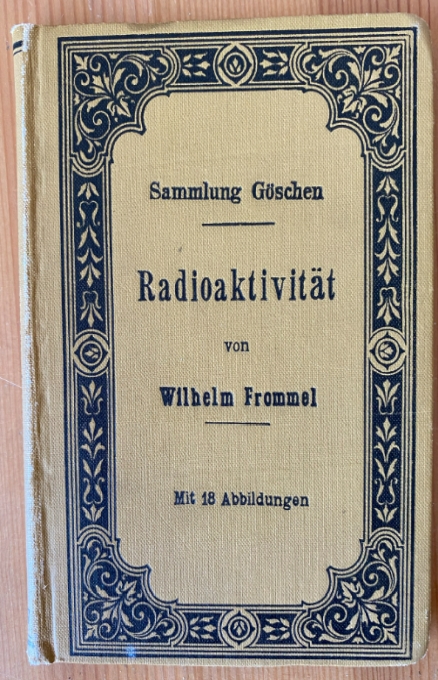 Sammlung Göschen
Radioaktivität
von
Wilhelm Frommel
Mit 18 Abbildungen